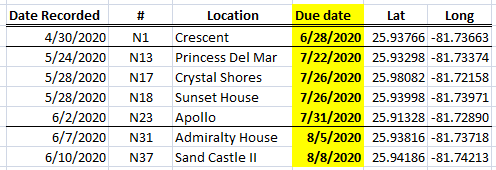 Date Recorded # Location Due date Lat Long
4/30/2020 N1 Crescent 6/28/2020 25.93766 -81.73663
5/24/2020 N13 Princess Del Mar 7/22/2020 25.93298 -81.73374
5/28/2020 N17 Crystal Shores 7/26/2020 25.98082 -81.72158
5/28/2020 N18 Sunset House 7/26/2020 25.93998 -81.73971
6/2/2020 N23 Apollo 7/31/2020 25.91328 -81.72890
6/7/2020 N31 Admiralty House 8/5/2020 25.93816 -81.73718
6/10/2020 N37 Sand Castle II 8/8/2020 25.94186 -81.74213